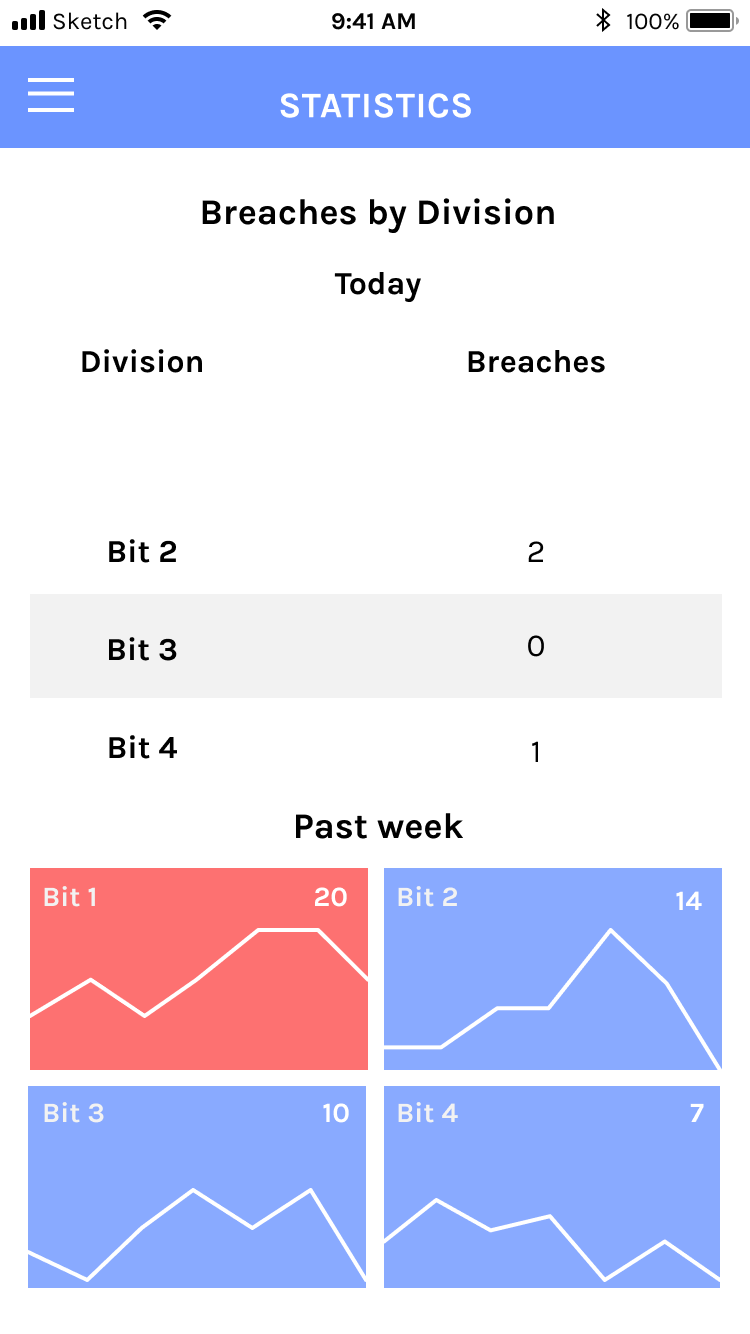 Sketch 9:41 AM 100%
STATISTICS
Breaches by Division
Today
Division Breaches
Bit 2 2
Bit 3 0
Bit 4 1
Past week
Bit 1 20 Bit 2 14
Bit 3 10 Bit 4 7